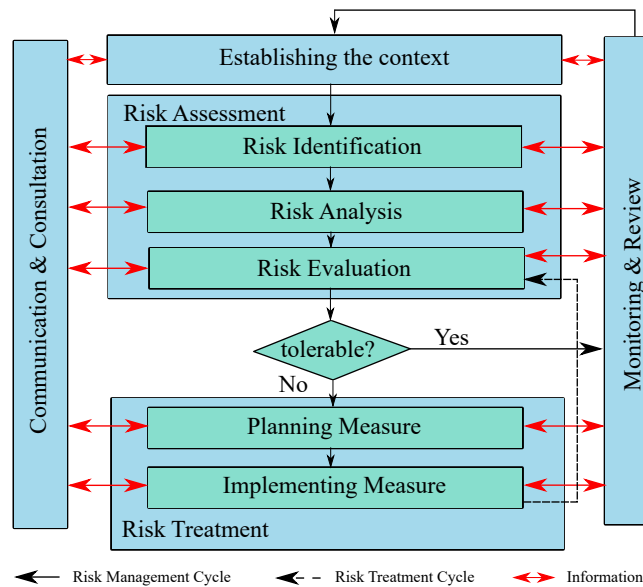 Establishing the context
Communication & Consultation
Monitoring & Review
Risk Assessment
Risk Identification
Risk Analysis
Risk Evaluation
tolerable?
Yes
No
Planning Measure
Implementing Measure
Risk Treatment
Risk Management Cycle
Risk Treatment Cycle
Information